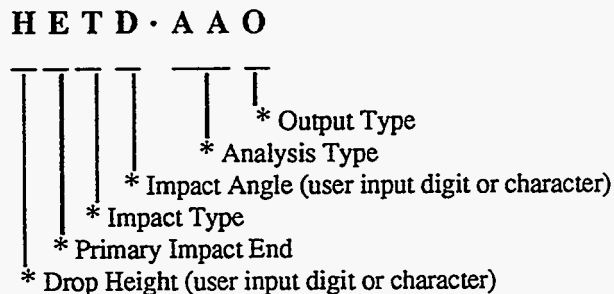 H E T D · A A O
* Output Type
* Analysis Type
* Impact Angle (user input digit or character)
* Impact Type
* Primary Impact End
* Drop Height (user input digit or character)